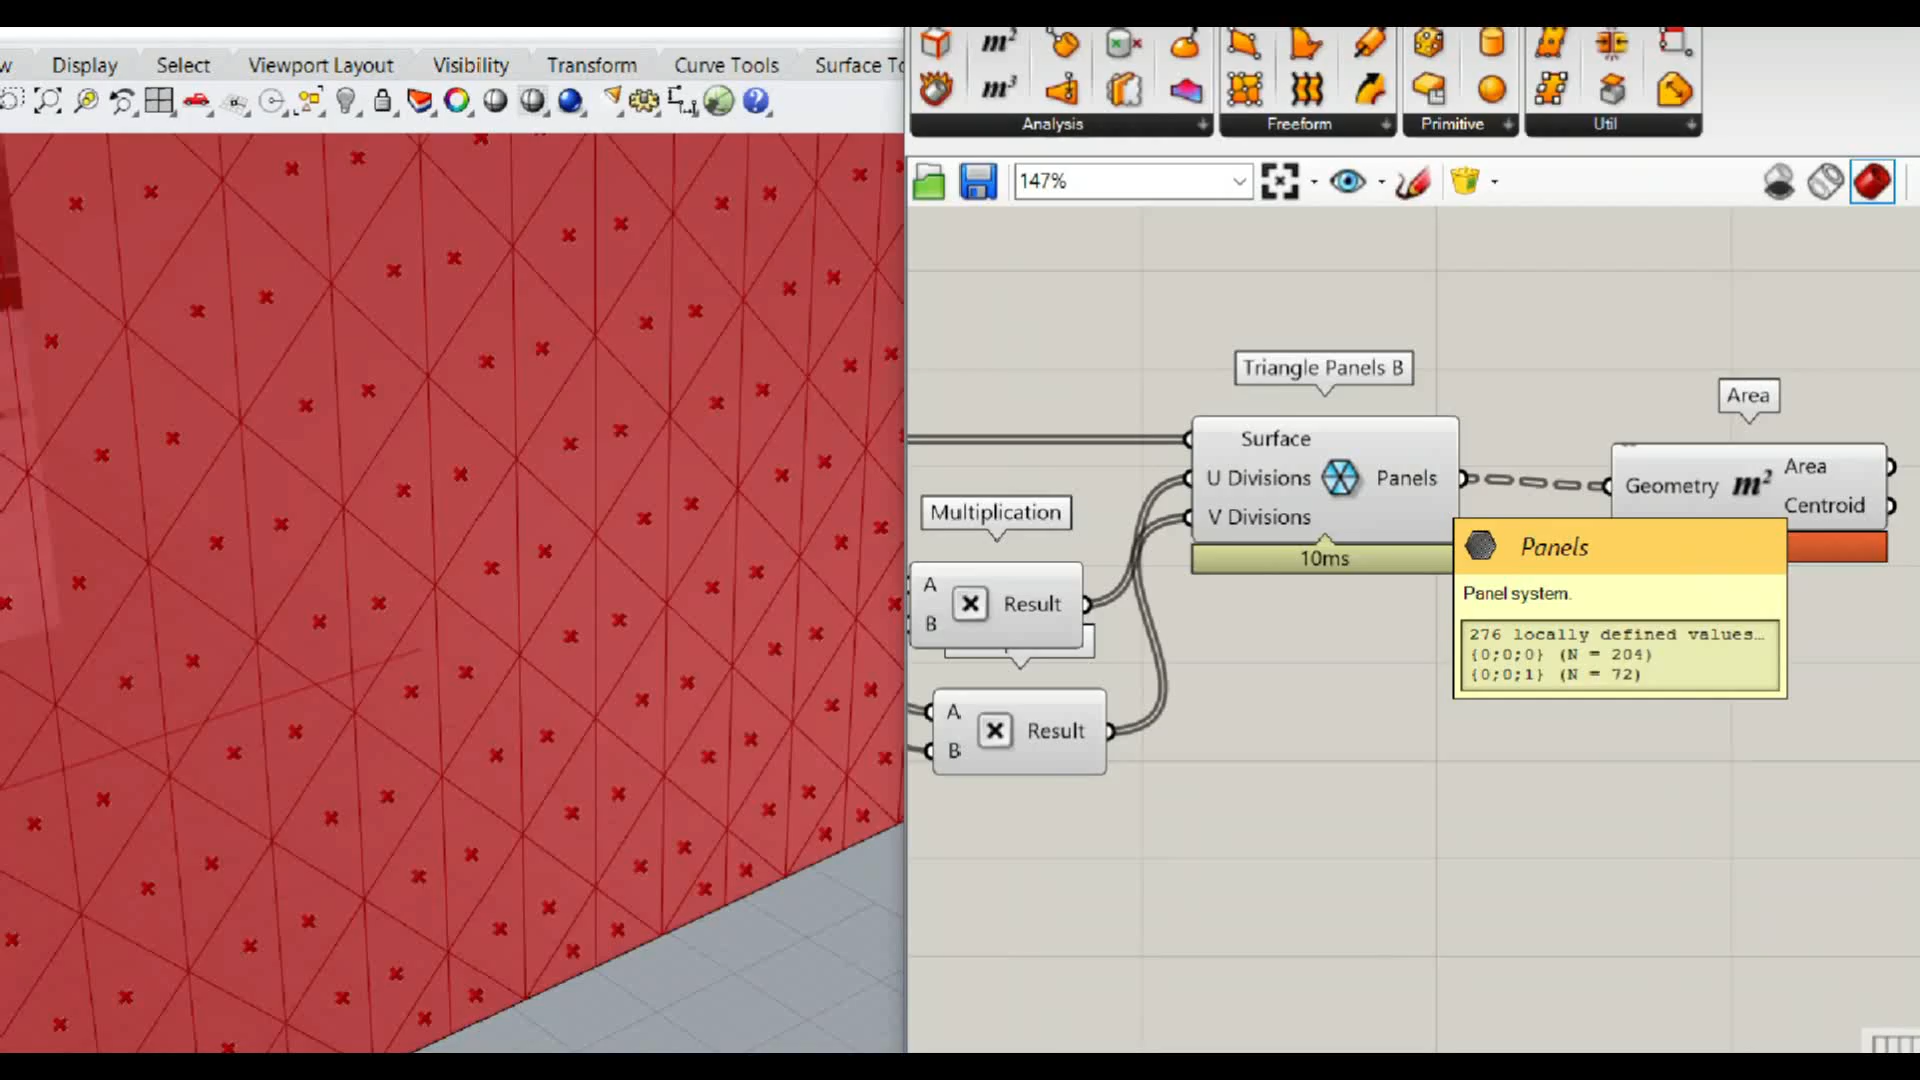 w Display Select Viewport Layout Visibility Transform Curve Tools Surface To
m² m³
Analysis Freeform Primitive Util
147%
Triangle Panels B
Area
Surface
U Divisions Panels
V Divisions
10ms
Geometry m² Area
Centroid
Multiplication
A
B
Result
A
B
Result
Panels
Panel system.
276 locally defined values…
{0;0;0} (N = 204)
{0;0;1} (N = 72)